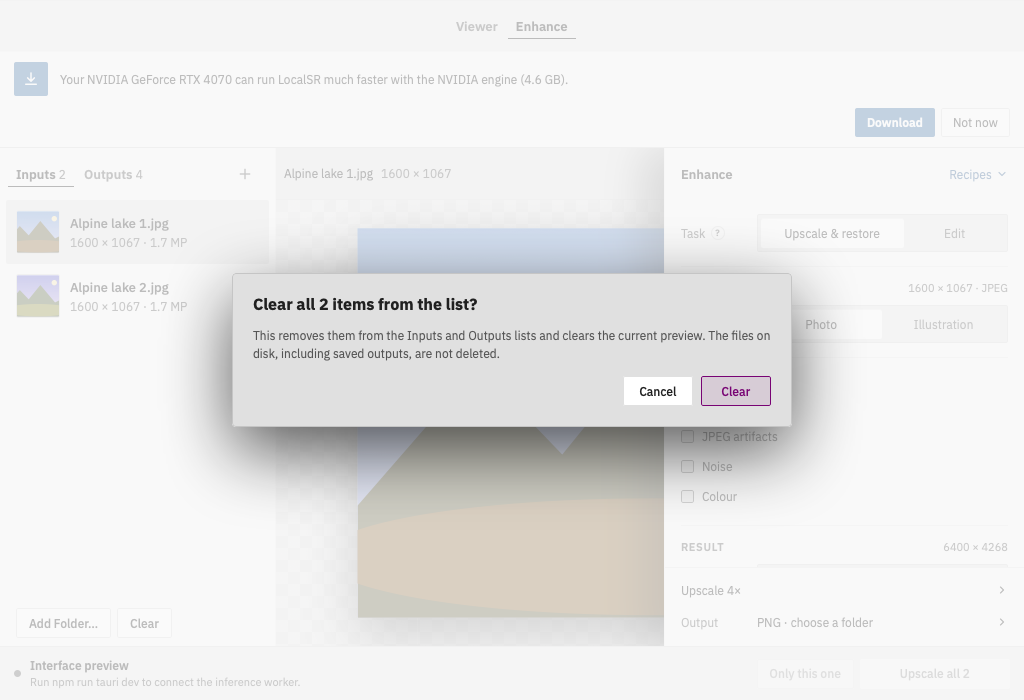 Viewer Enhance
Your NVIDIA GeForce RTX 4070 can run LocalSR much faster with the NVIDIA engine (4.6 GB).
Download Not now
Inputs 2 Outputs 4
Alpine lake 1.jpg
1600 × 1067 · 1.7 MP
Alpine lake 2.jpg
1600 × 1067 · 1.7 MP
Add Folder... Clear
Alpine lake 1.jpg 1600 × 1067
Enhance Recipes
Task ? Upscale & restore Edit
1600 × 1067 · JPEG
Photo Illustration
Clear all 2 items from the list?
This removes them from the Inputs and Outputs lists and clears the current preview. The files on
disk, including saved outputs, are not deleted.
Cancel Clear
JPEG artifacts
Noise
Colour
RESULT 6400 × 4268
Upscale 4×
Output PNG · choose a folder
Interface preview
Run npm run tauri dev to connect the inference worker.
Only this one Upscale all 2